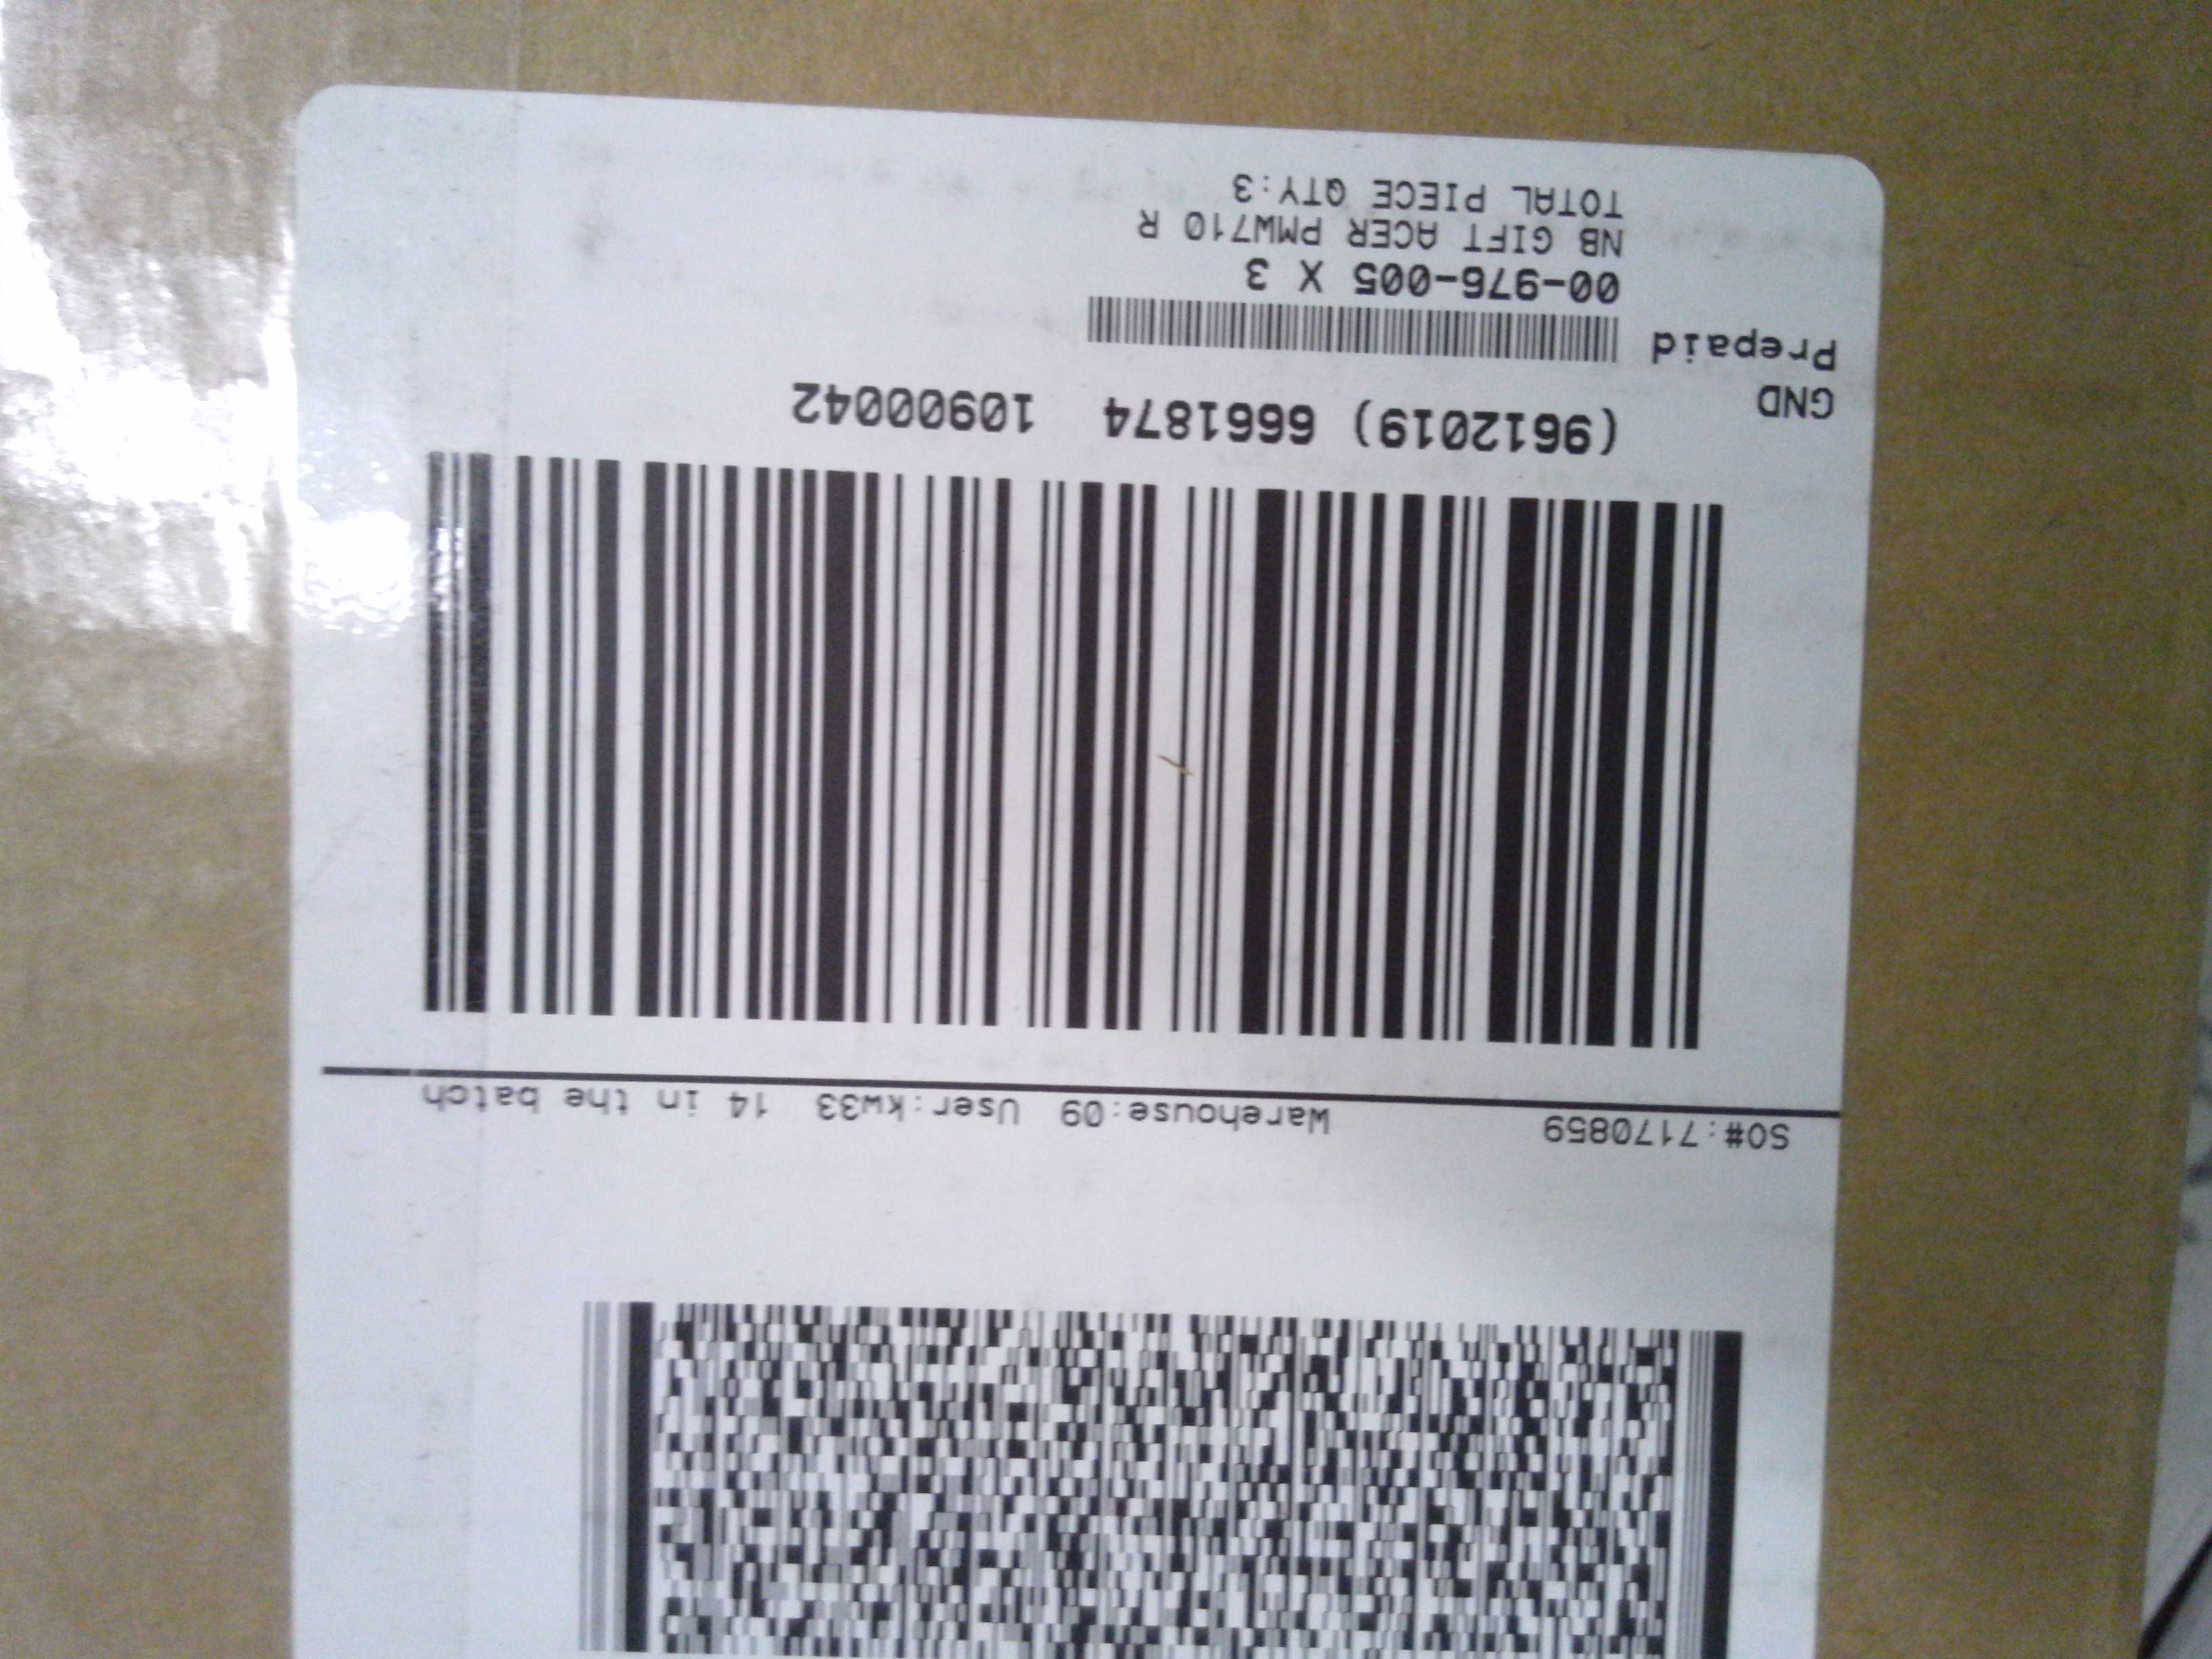 SO#:7170859 Warehouse:09 User:kw33 14 in the batch
(9612019) 6661874 10900042
GND
Prepaid
00-976-005 X 3
NB GIFT ACER PMW710 R
TOTAL PIECE QTY:3